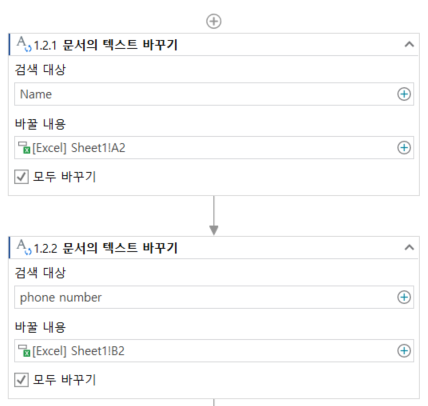 1.2.1 문서의 텍스트 바꾸기
검색 대상
Name
바꿀 내용
[Excel] Sheet1!A2
모두 바꾸기
1.2.2 문서의 텍스트 바꾸기
검색 대상
phone number
바꿀 내용
[Excel] Sheet1!B2
모두 바꾸기